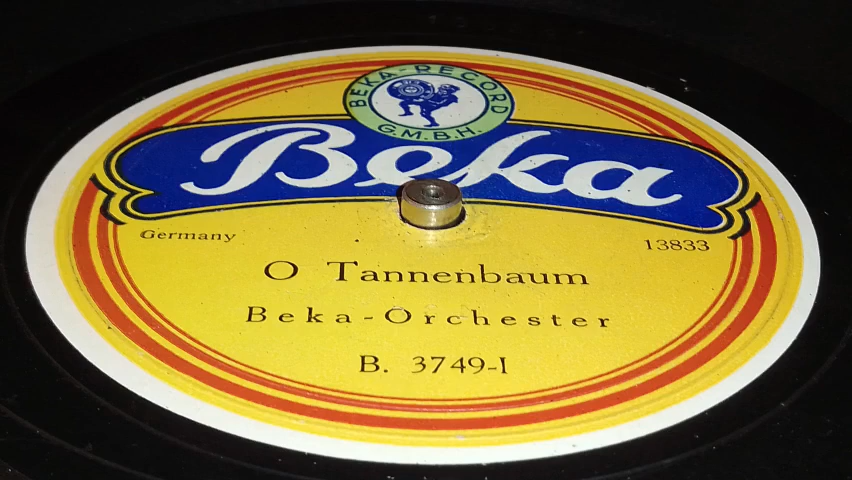 BEKA-RECORD
G.M.B.H.
Beka
Germany
13833
O Tannenbaum
Beka-Orchester
B. 3749-I